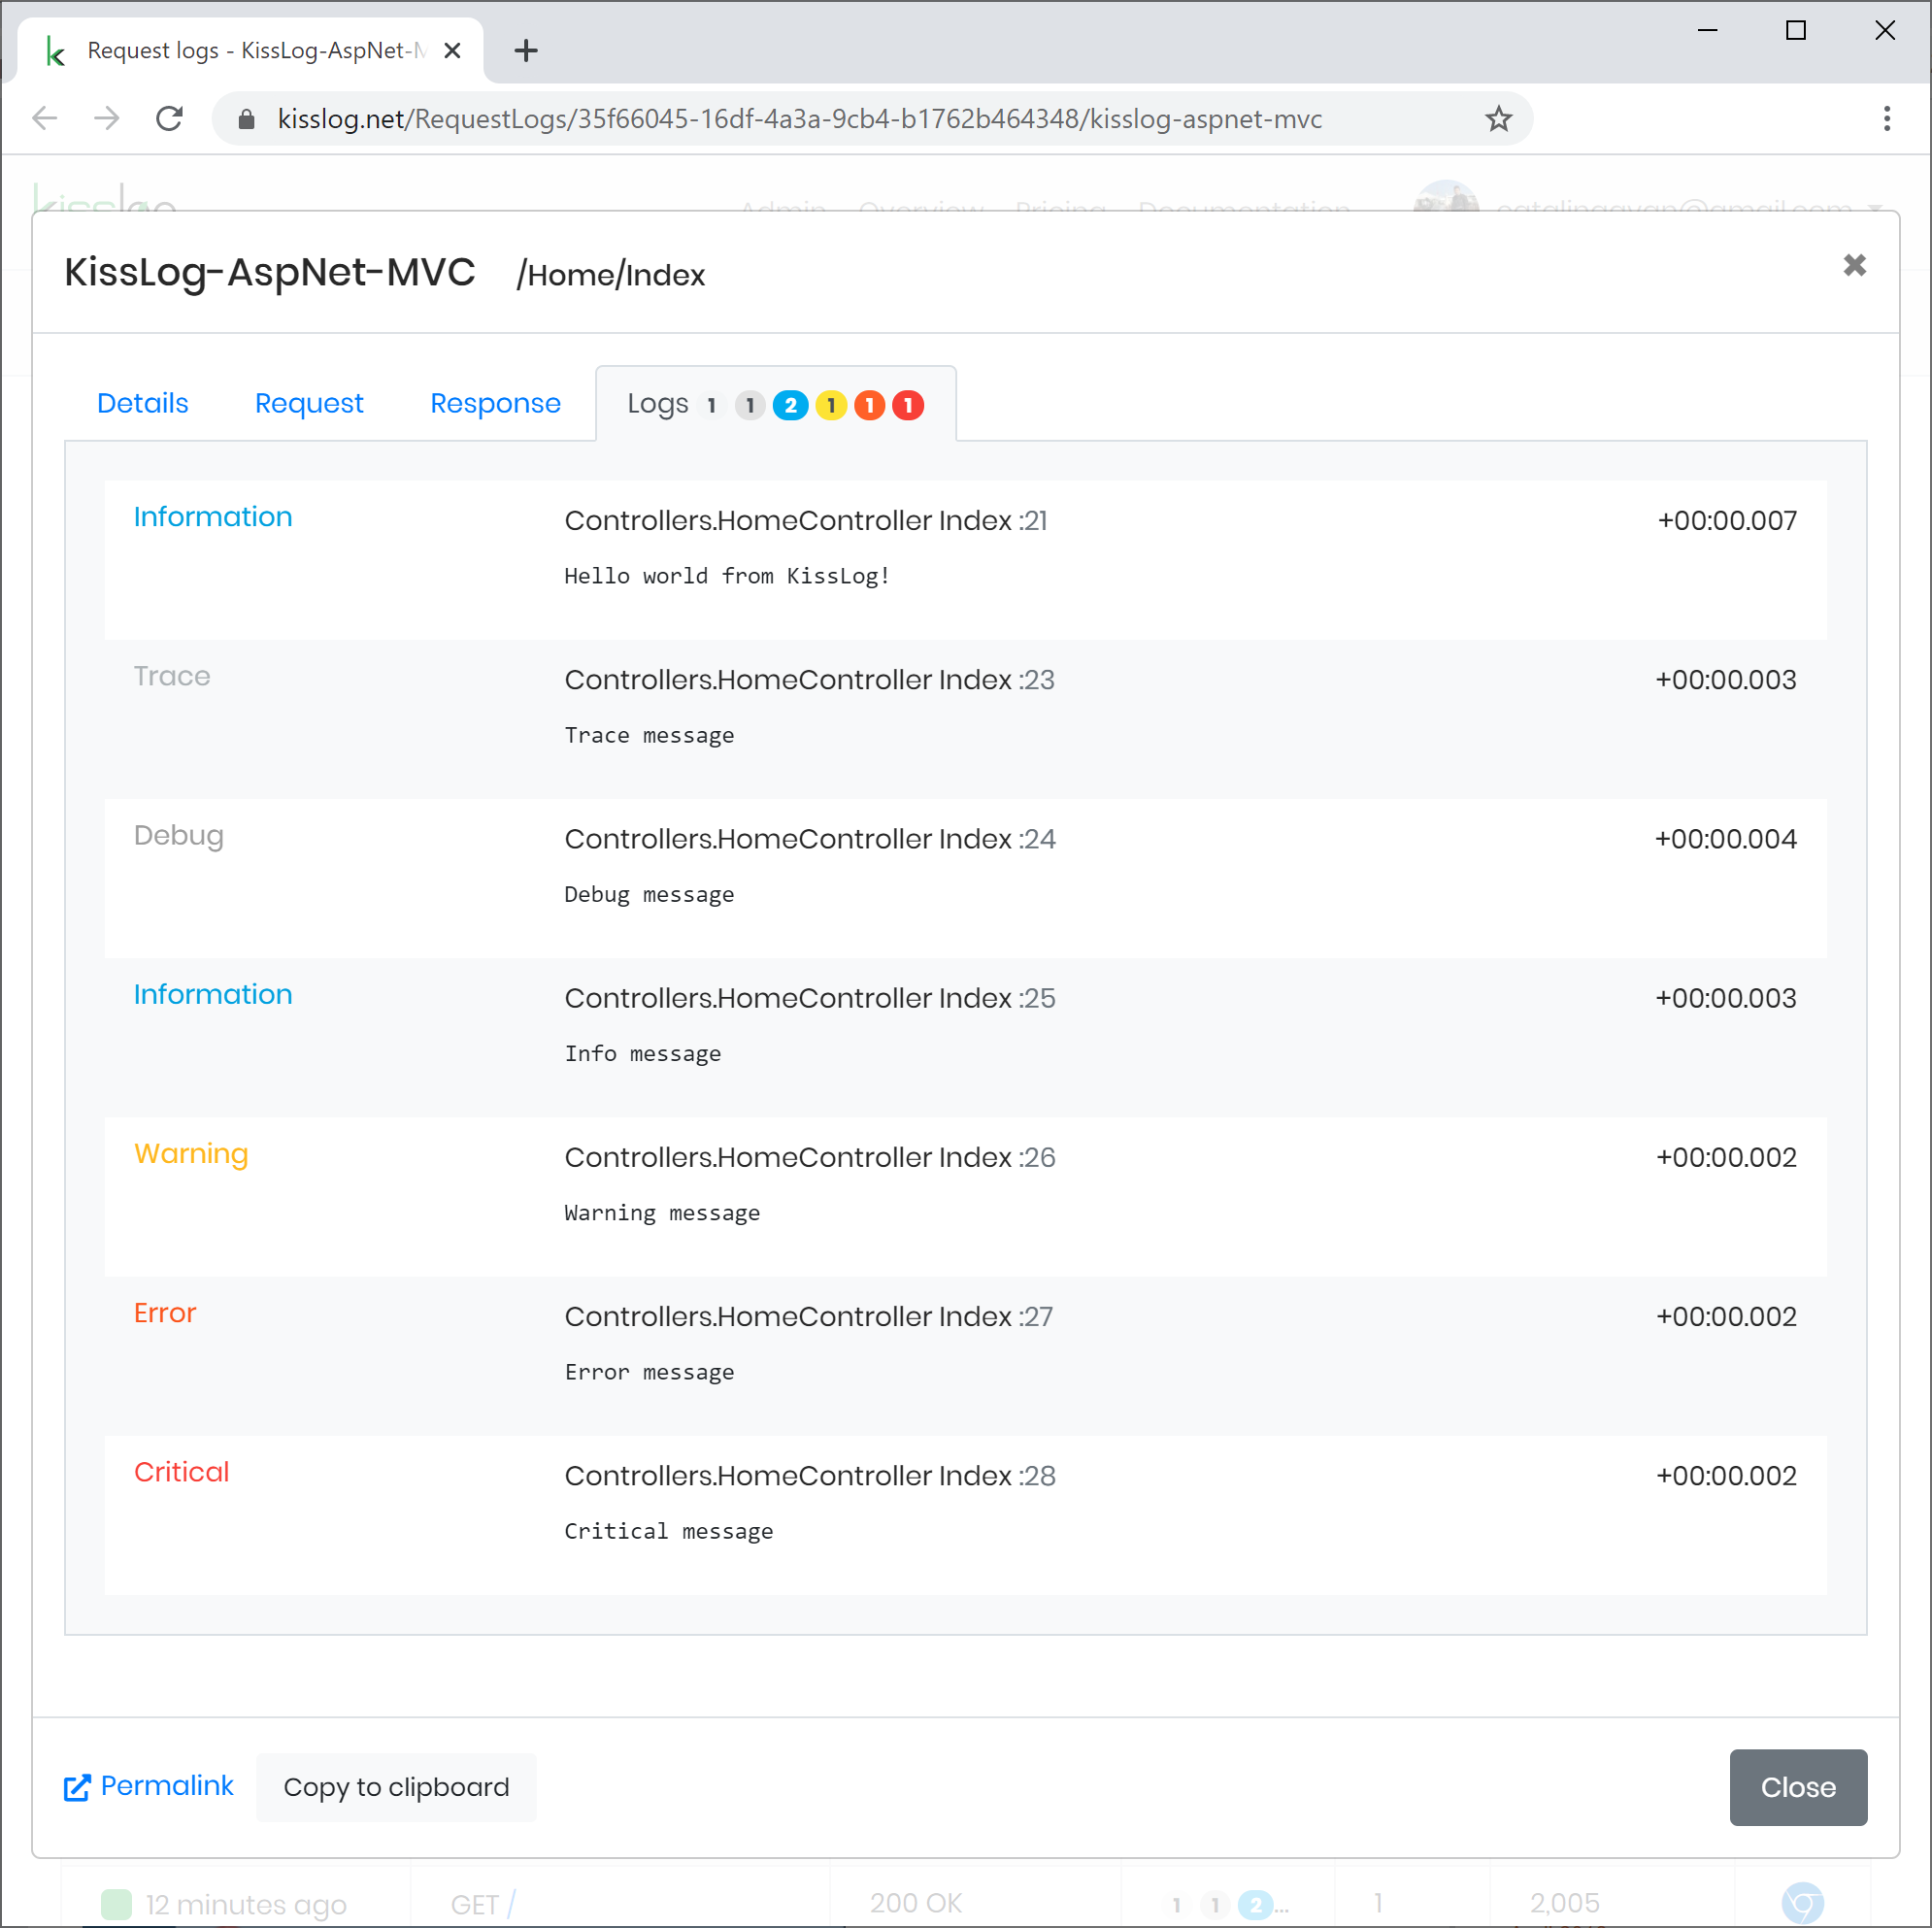 Request logs - KissLog-AspNet-M
kisslog.net/RequestLogs/35f66045-16df-4a3a-9cb4-b1762b464348/kisslog-aspnet-mvc
kisslog Admin Overview Pricing Documentation
KissLog-AspNet-MVC /Home/Index
Details Request Response Logs 1 1 2 1 1 1
Information Controllers.HomeController Index :21 +00:00.007
Hello world from KissLog!
Trace Controllers.HomeController Index :23 +00:00.003
Trace message
Debug Controllers.HomeController Index :24 +00:00.004
Debug message
Information Controllers.HomeController Index :25 +00:00.003
Info message
Warning Controllers.HomeController Index :26 +00:00.002
Warning message
Error Controllers.HomeController Index :27 +00:00.002
Error message
Critical Controllers.HomeController Index :28 +00:00.002
Critical message
Permalink Copy to clipboard Close
12 minutes ago GET / 200 OK 1 1 2 ... 1 2,005